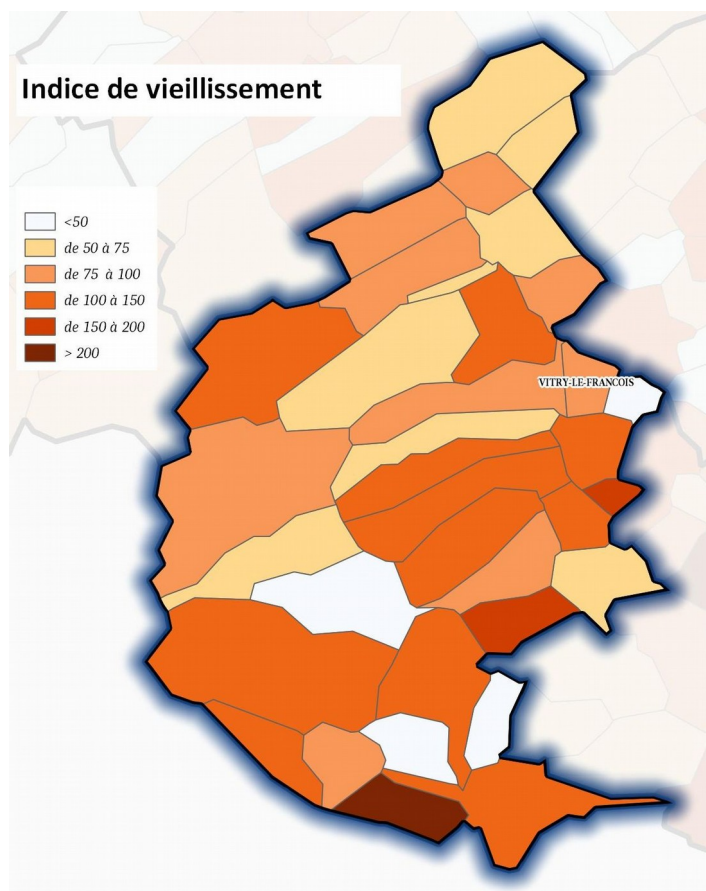 Indice de vieillissement
<50
de 50 à 75
de 75 à 100
de 100 à 150
de 150 à 200
> 200
VITRY-LE-FRANCOIS